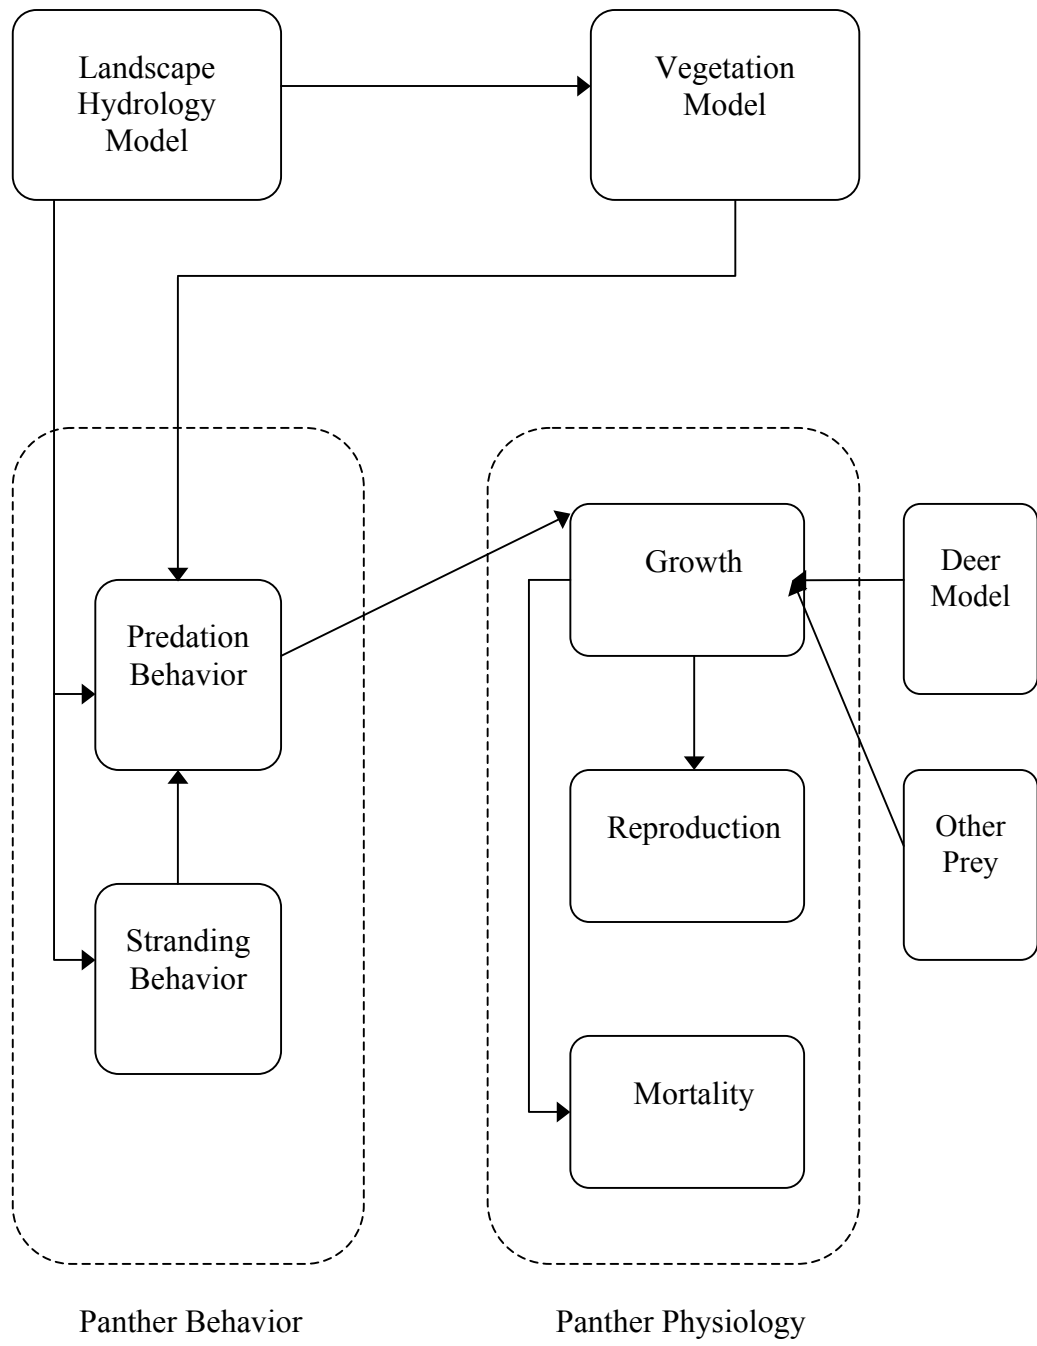 Landscape
Hydrology
Model
Vegetation
Model
Growth
Deer
Model
Predation
Behavior
Reproduction
Other
Prey
Stranding
Behavior
Mortality
Panther Behavior
Panther Physiology